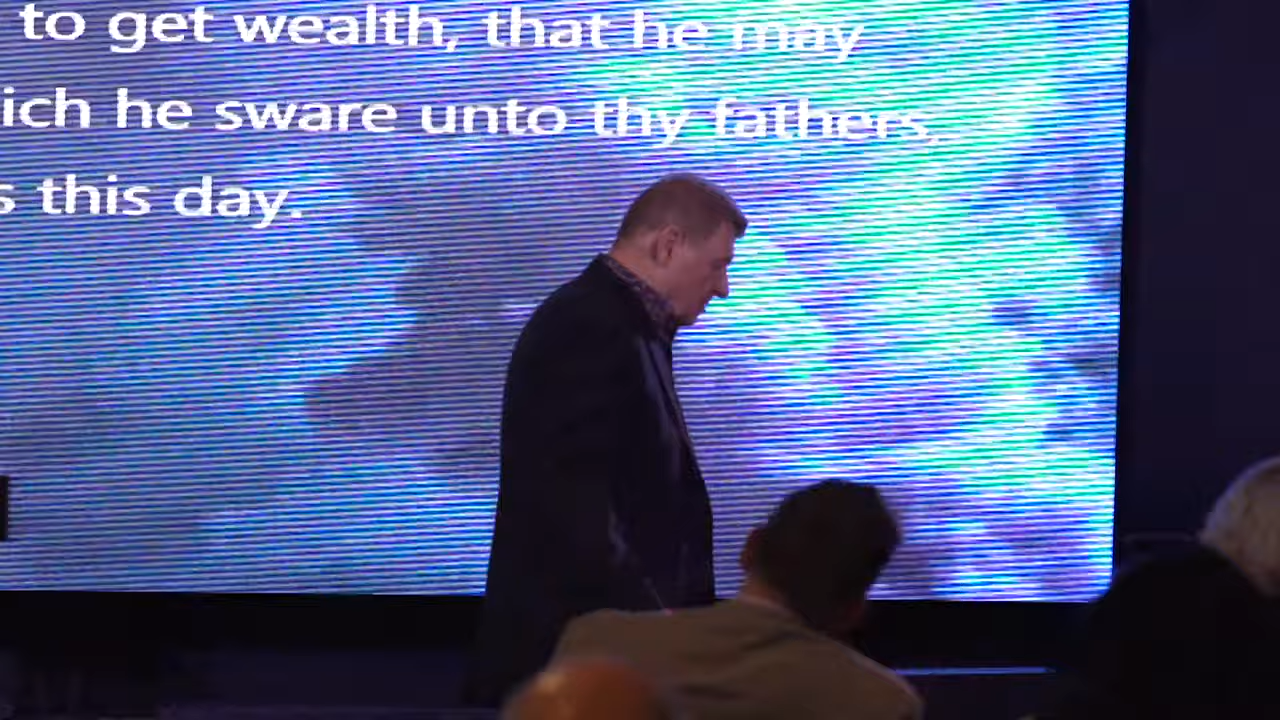 to get wealth, that he may
ich he sware unto thy fathers,
s this day.